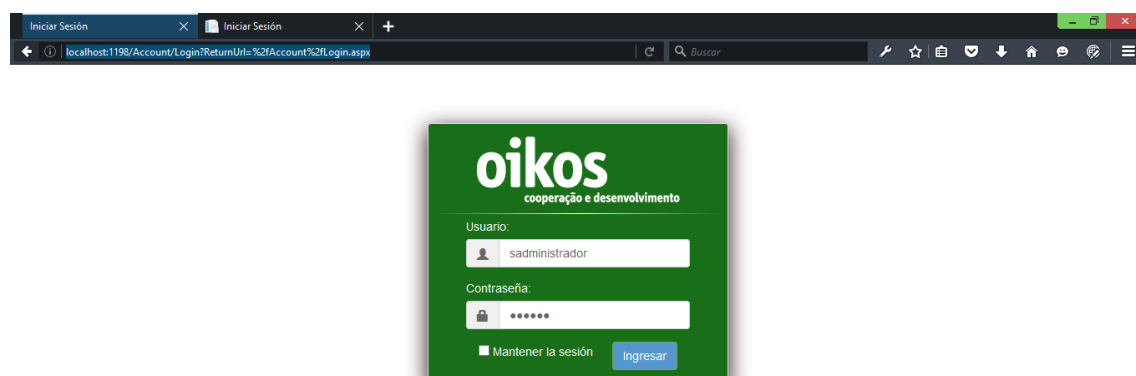 Iniciar Sesión
Iniciar Sesión
localhost:1198/Account/Login?ReturnUrl=%2fAccount%2fLogin.aspx
Buscar
oikos
cooperação e desenvolvimento
Usuario:
sadministrador
Contraseña:
Mantener la sesión
Ingresar